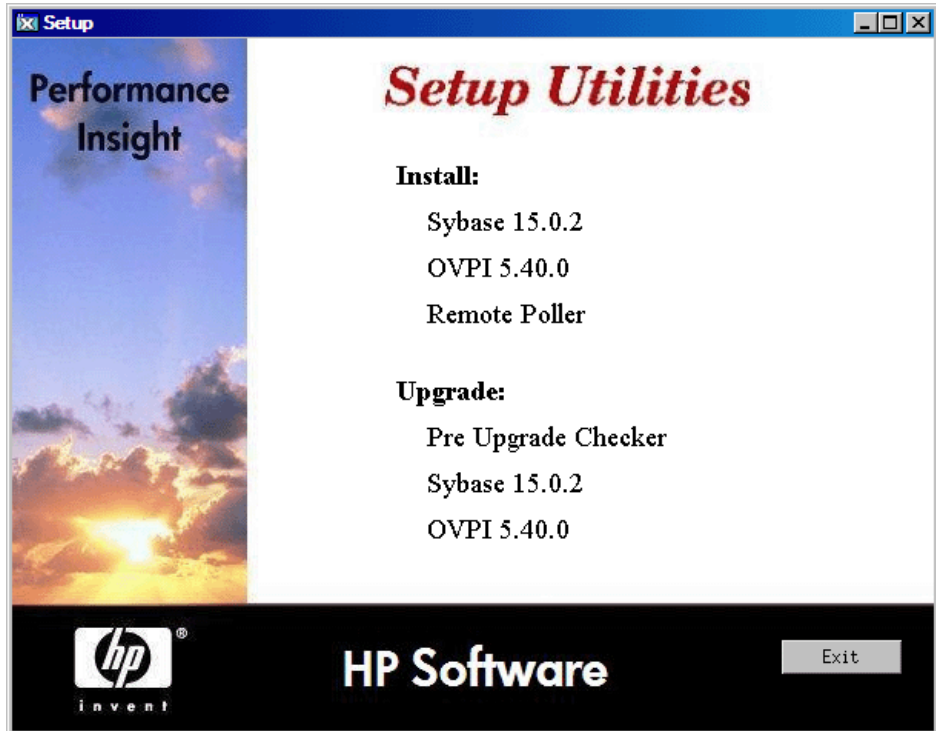 Setup
Performance
Insight
Setup Utilities
Install:
Sybase 15.0.2
OVPI 5.40.0
Remote Poller
Upgrade:
Pre Upgrade Checker
Sybase 15.0.2
OVPI 5.40.0
hp®
invent
HP Software
Exit